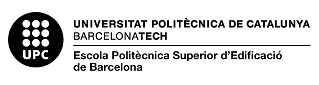 UPC
UNIVERSITAT POLITÈCNICA DE CATALUNYA
BARCELONATECH
Escola Politècnica Superior d'Edificació
de Barcelona